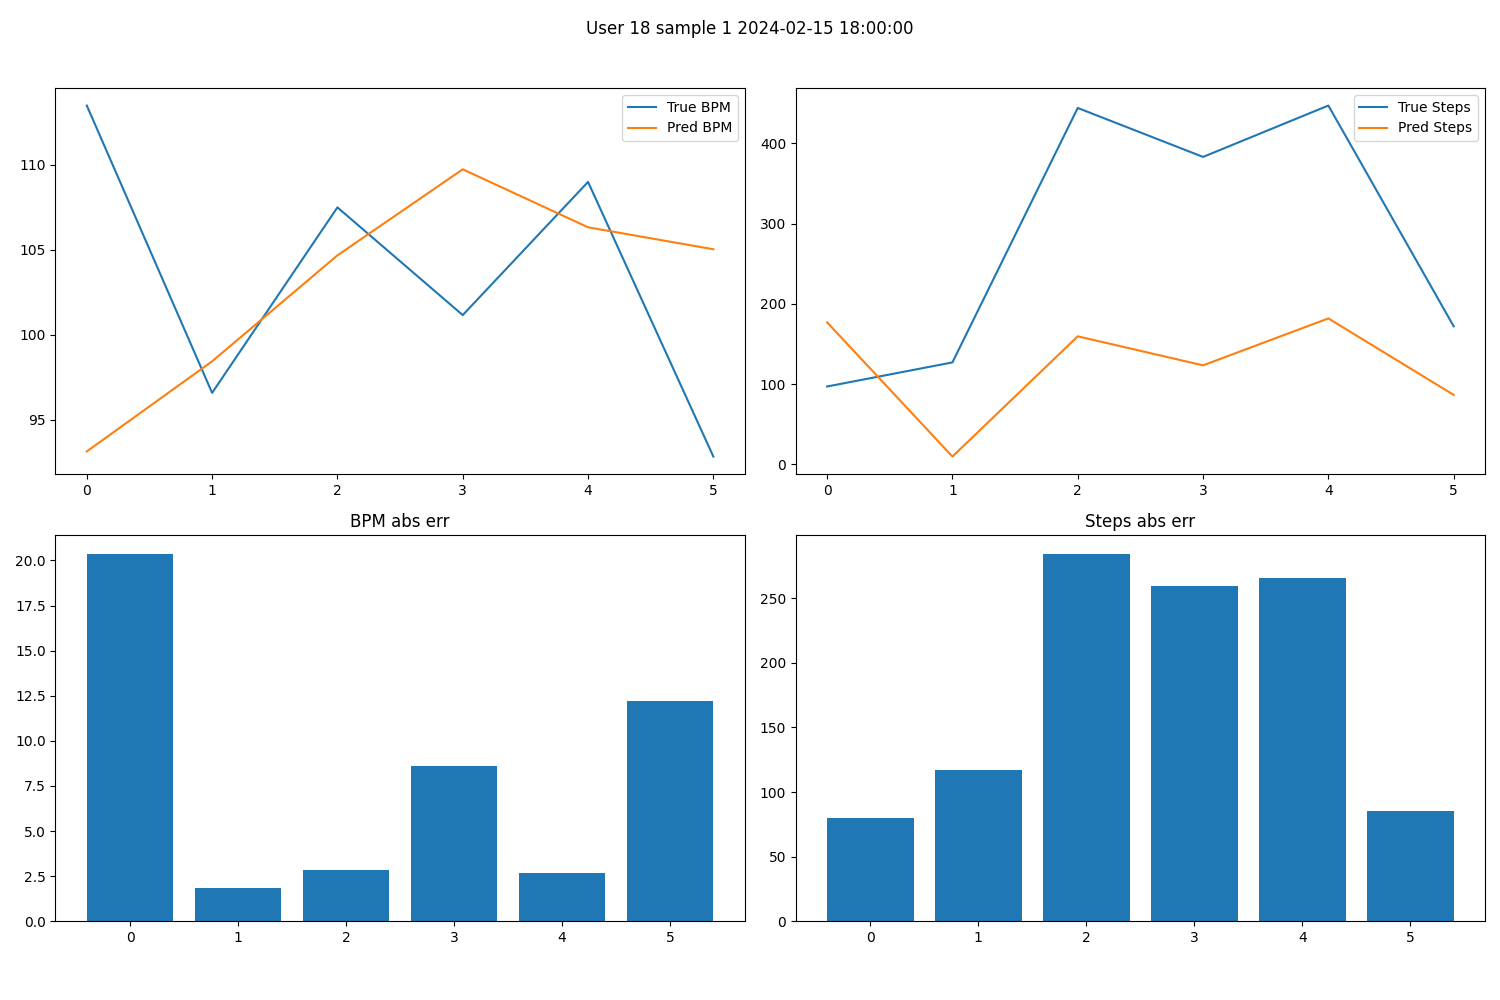 User 18 sample 1 2024-02-15 18:00:00
True BPM
Pred BPM
110
105
100
95
0 1 2 3 4 5
True Steps
Pred Steps
400
300
200
100
0
0 1 2 3 4 5
BPM abs err
20.0
17.5
15.0
12.5
10.0
7.5
5.0
2.5
0.0
0 1 2 3 4 5
Steps abs err
250
200
150
100
50
0
0 1 2 3 4 5